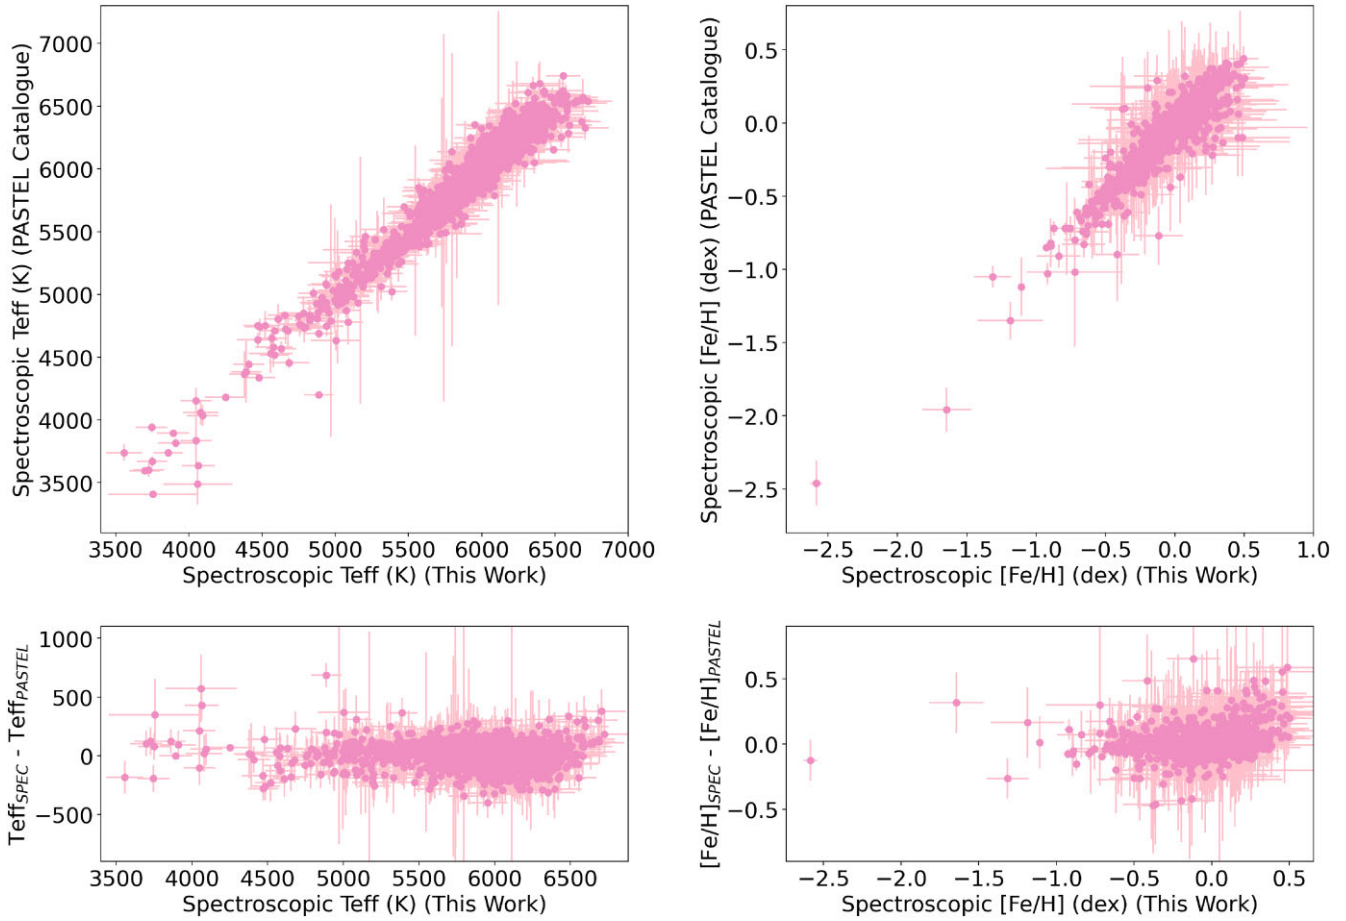 Spectroscopic Teff (K) (PASTEL Catalogue)
7000
6500
6000
5500
5000
4500
4000
3500
3500 4000 4500 5000 5500 6000 6500 7000
Spectroscopic Teff (K) (This Work)
Spectroscopic [Fe/H] (dex) (PASTEL Catalogue)
0.5
0.0
−0.5
−1.0
−1.5
−2.0
−2.5
−2.5 −2.0 −1.5 −1.0 −0.5 0.0 0.5 1.0
Spectroscopic [Fe/H] (dex) (This Work)
Teff_SPEC - Teff_PASTEL
1000
500
0
−500
3500 4000 4500 5000 5500 6000 6500
Spectroscopic Teff (K) (This Work)
[Fe/H]_SPEC - [Fe/H]_PASTEL
0.5
0.0
−0.5
−2.5 −2.0 −1.5 −1.0 −0.5 0.0 0.5
Spectroscopic [Fe/H] (dex) (This Work)